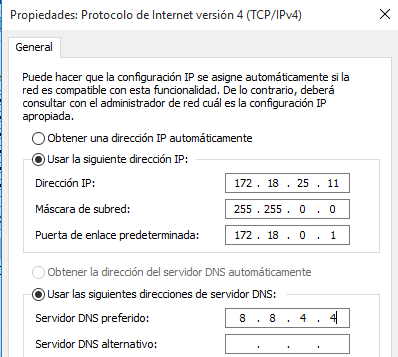 Propiedades: Protocolo de Internet versión 4 (TCP/IPv4)
General
Puede hacer que la configuración IP se asigne automáticamente si la
red es compatible con esta funcionalidad. De lo contrario, deberá
consultar con el administrador de red cuál es la configuración IP
apropiada.
Obtener una dirección IP automáticamente
Usar la siguiente dirección IP:
Dirección IP: 172 . 18 . 25 . 11
Máscara de subred: 255 . 255 . 0 . 0
Puerta de enlace predeterminada: 172 . 18 . 0 . 1
Obtener la dirección del servidor DNS automáticamente
Usar las siguientes direcciones de servidor DNS:
Servidor DNS preferido: 8 . 8 . 4 . 4
Servidor DNS alternativo: . . .